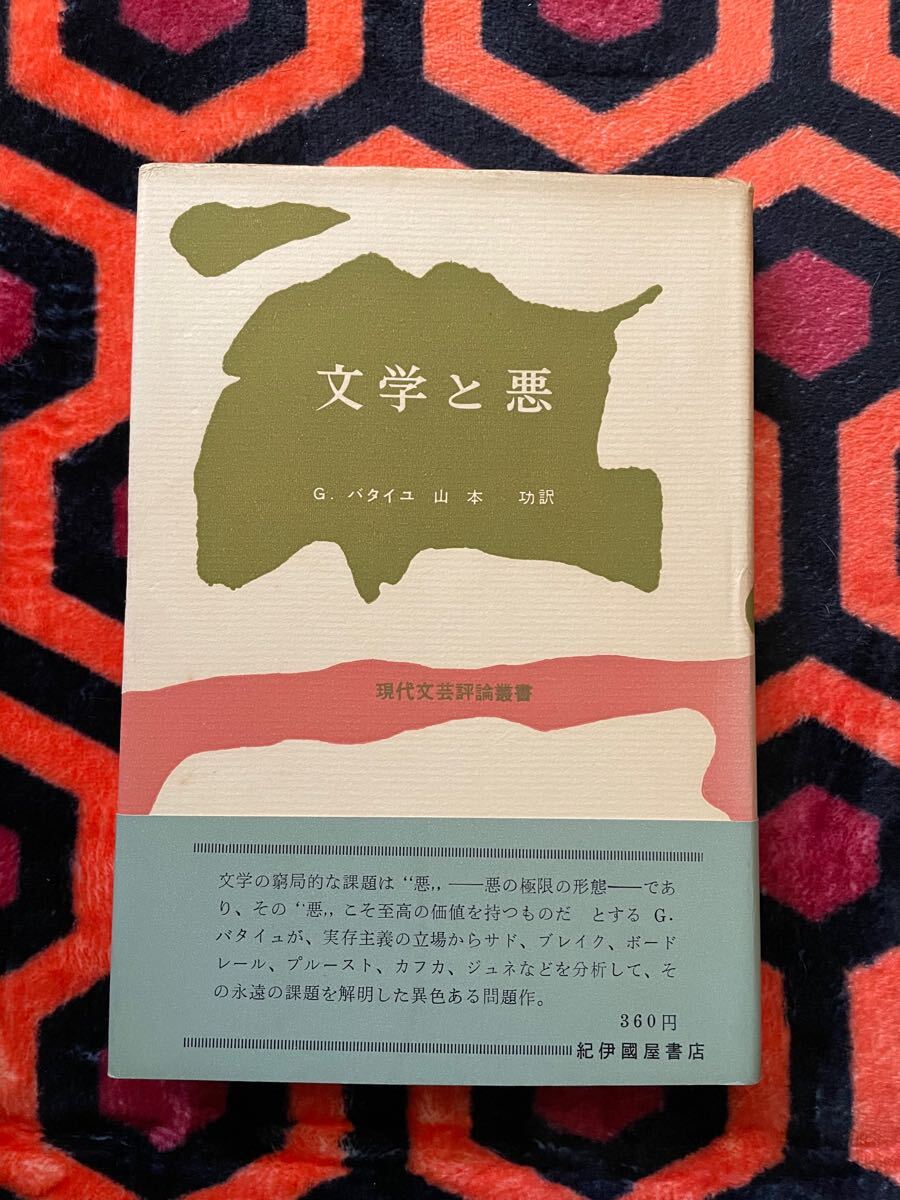 文学と悪
G. バタイユ 山本 功訳
現代文芸評論叢書
文学の窮局的な課題は“悪„――悪の極限の形態――であ
り、その“悪„こそ至高の価値を持つものだ とする G.
バタイユが、実存主義の立場からサド、ブレイク、ボード
レール、プルースト、カフカ、ジュネなどを分析して、そ
の永遠の課題を解明した異色ある問題作。
360円
紀伊國屋書店